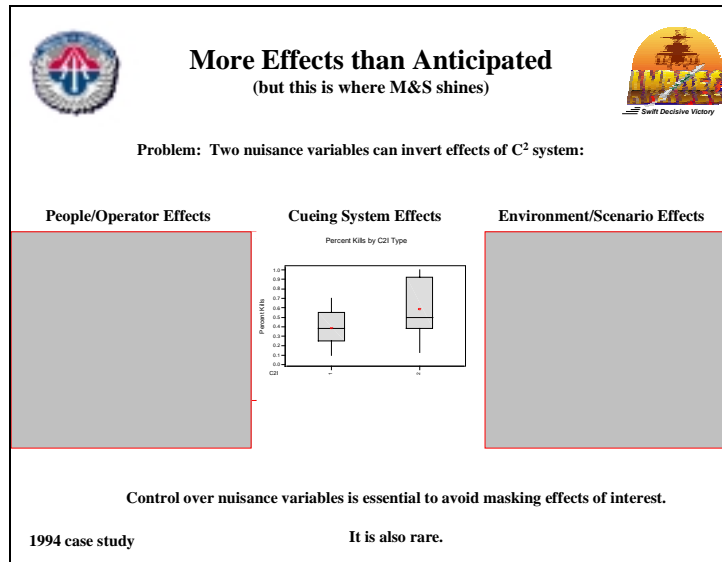 More Effects than Anticipated
(but this is where M&S shines)
AMRDEC
Swift Decisive Victory
Problem: Two nuisance variables can invert effects of C² system:
People/Operator Effects
Cueing System Effects
Environment/Scenario Effects
Percent Kills by C2I Type
Percent Kills
1.0
0.9
0.8
0.7
0.6
0.5
0.4
0.3
0.2
0.1
0.0
C2I
1
2
Control over nuisance variables is essential to avoid masking effects of interest.
It is also rare.
1994 case study